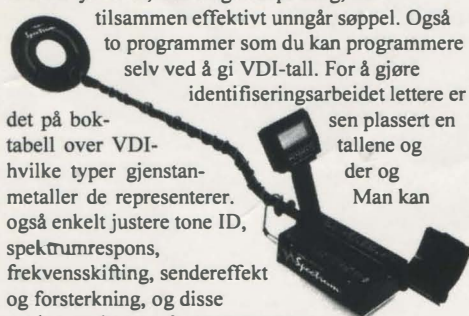 tilsammen effektivt unngår søppel. Også
to programmer som du kan programmere
selv ved å gi VDI-tall. For å gjøre
identifiseringsarbeidet lettere er
det på bok- sen plassert en
tabell over VDI- tallene og
hvilke typer gjenstan- der og
metaller de representerer. Man kan
også enkelt justere tone ID,
spektrumrespons,
frekvensskifting, sendereffekt
og forsterkning, og disse
Spectrum